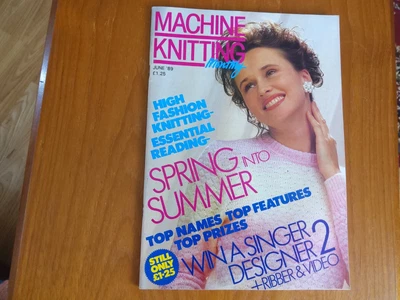 MACHINE
KNITTING
monthly
JUNE '89
£1.25
HIGH
FASHION
KNITTING-
ESSENTIAL
READING-
SPRING INTO
SUMMER
TOP NAMES, TOP FEATURES
TOP PRIZES
STILL
ONLY
£1·25
WIN A SINGER
DESIGNER 2
+RIBBER & VIDEO